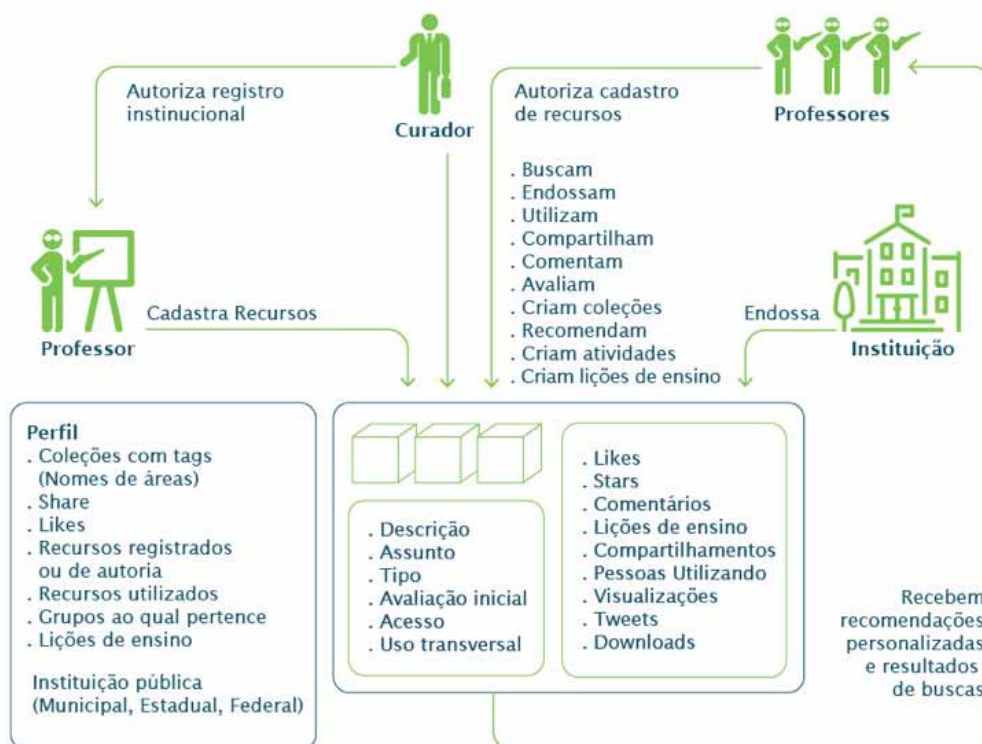 Autoriza registro
instinucional
Curador
Autoriza cadastro
de recursos
Professores
. Buscam
. Endossam
. Utilizam
. Compartilham
. Comentam
. Avaliam
. Criam coleções
. Recomendam
. Criam atividades
. Criam lições de ensino
Professor
Cadastra Recursos
Endossa
Instituição
Perfil
. Coleções com tags
(Nomes de áreas)
. Share
. Likes
. Recursos registrados
ou de autoria
. Recursos utilizados
. Grupos ao qual pertence
. Lições de ensino
Instituição pública
(Municipal, Estadual, Federal)
. Descrição
. Assunto
. Tipo
. Avaliação inicial
. Acesso
. Uso transversal
. Likes
. Stars
. Comentários
. Lições de ensino
. Compartilhamentos
. Pessoas Utilizando
. Visualizações
. Tweets
. Downloads
Recebem
recomendações
personalizadas
e resultados
de buscas